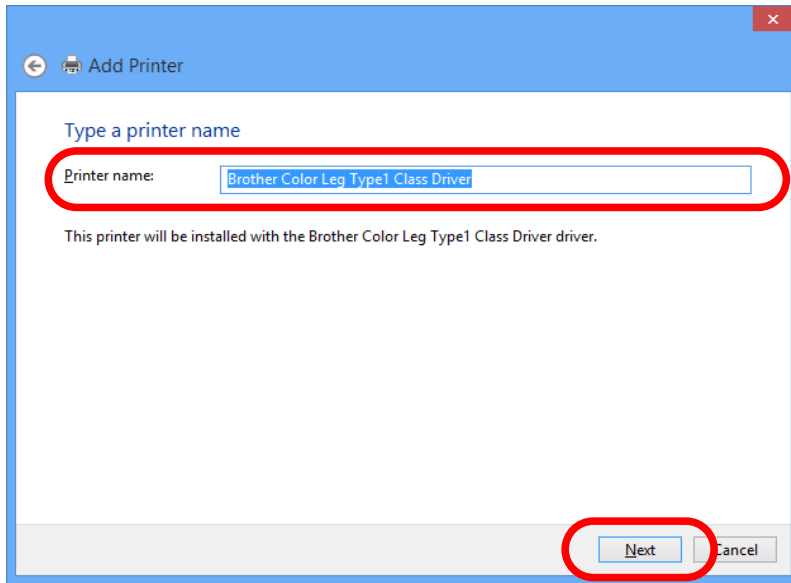 Add Printer
Type a printer name
Printer name: Brother Color Leg Type1 Class Driver
This printer will be installed with the Brother Color Leg Type1 Class Driver driver.
Next Cancel